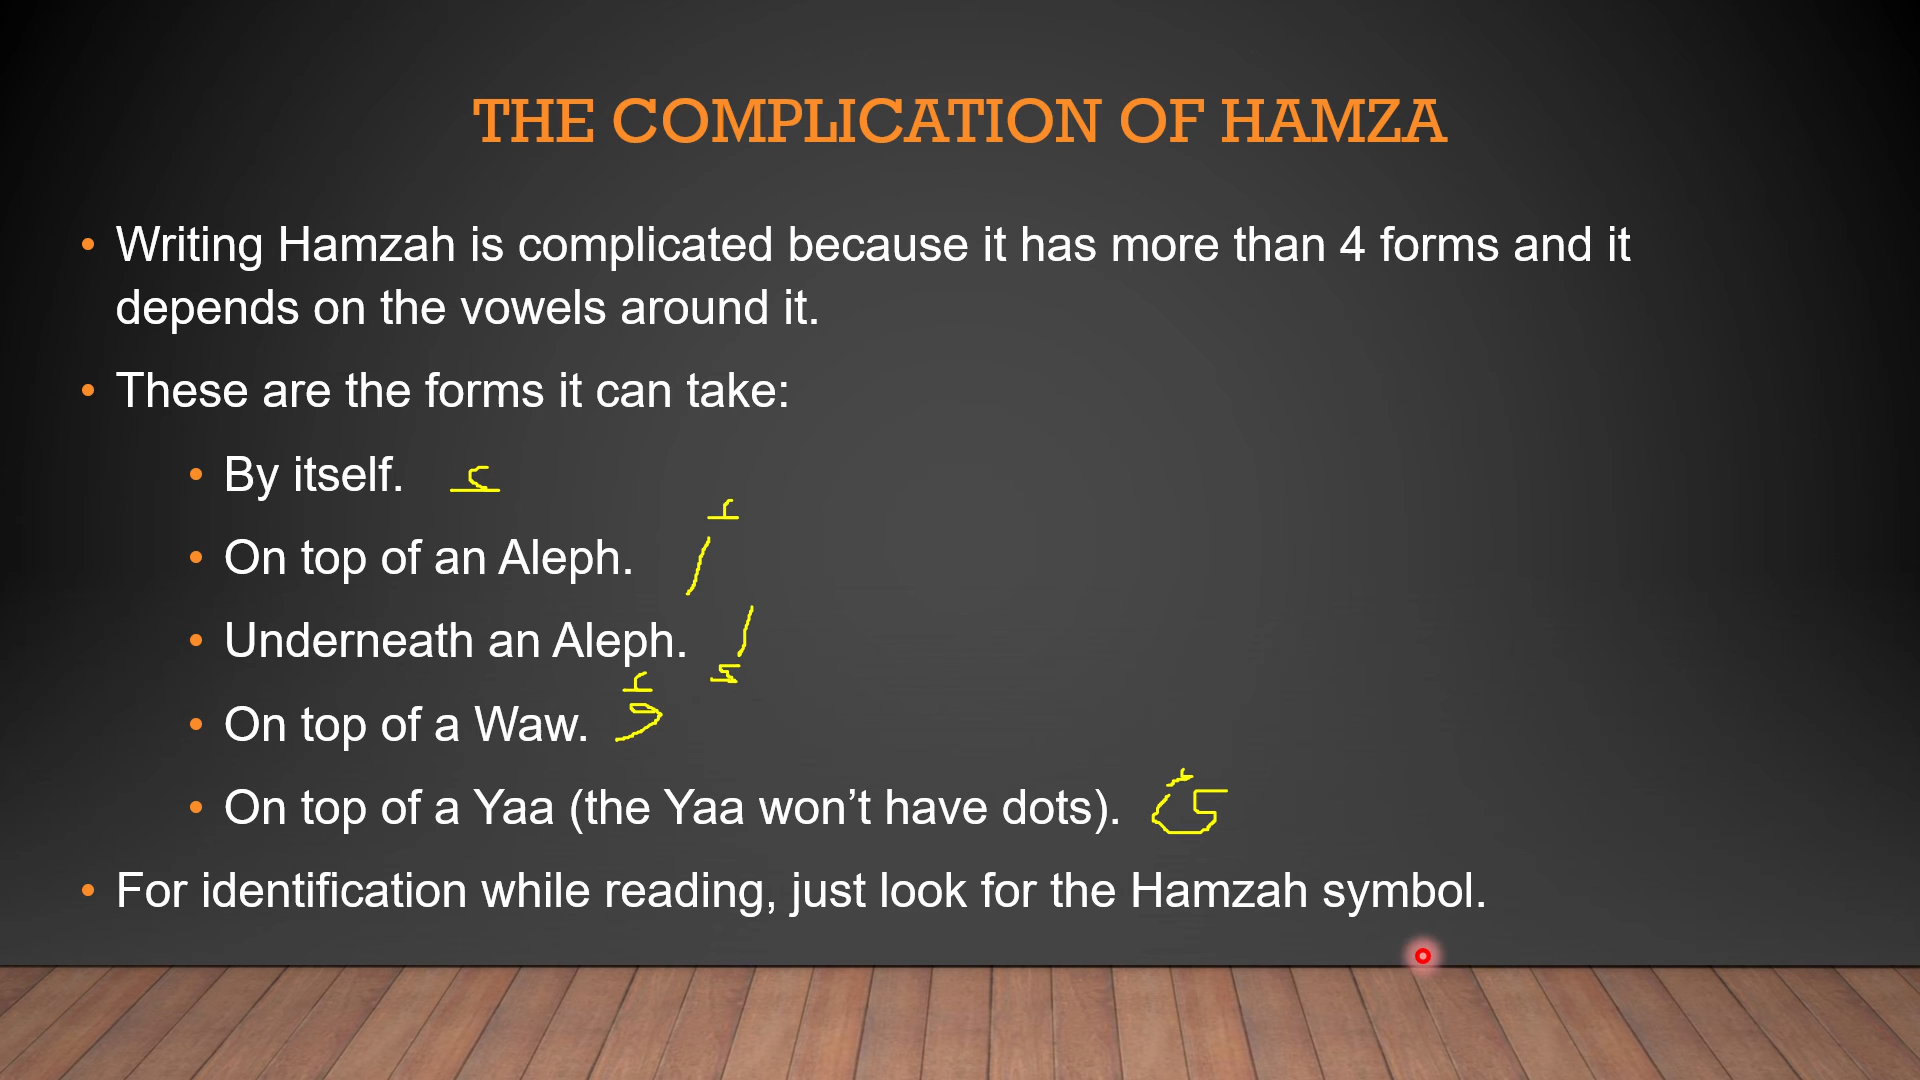 THE COMPLICATION OF HAMZA
• Writing Hamzah is complicated because it has more than 4 forms and it
depends on the vowels around it.
• These are the forms it can take:
• By itself. ء
• On top of an Aleph. أ
• Underneath an Aleph. إ
• On top of a Waw. ؤ
• On top of a Yaa (the Yaa won’t have dots). ئ
• For identification while reading, just look for the Hamzah symbol.